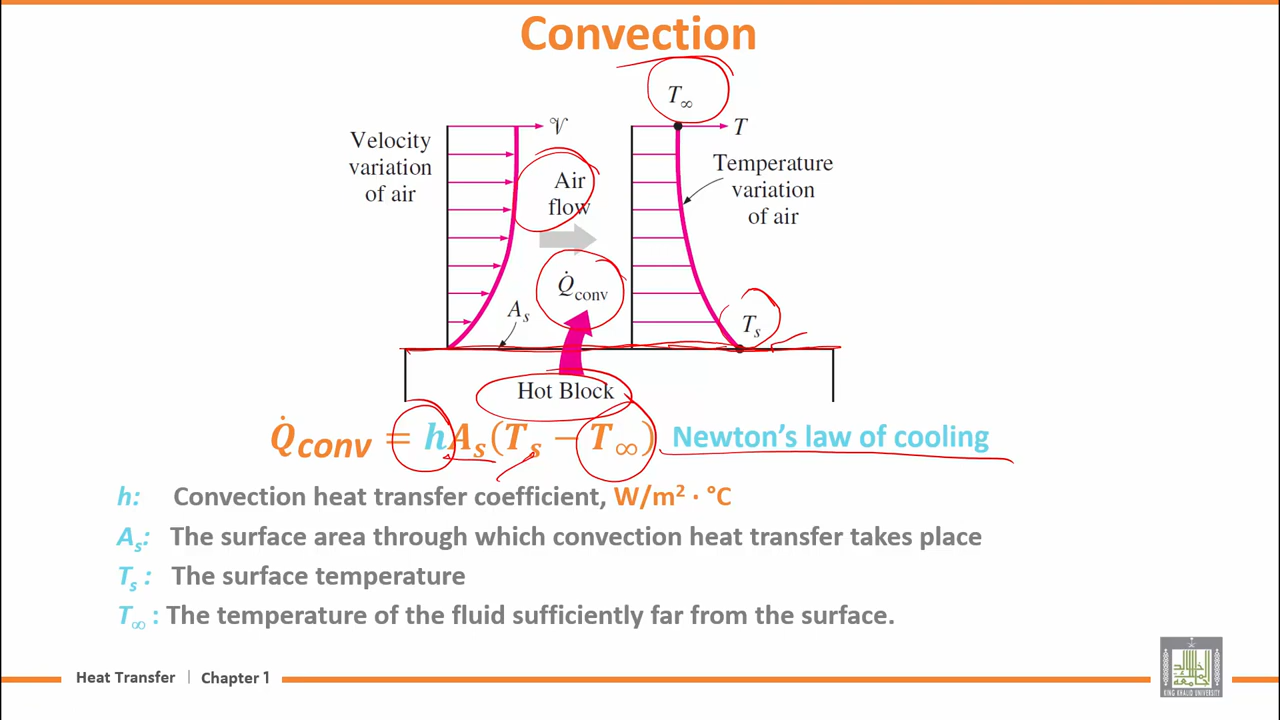 Convection
T∞
𝒱
T
Velocity
variation
of air
Air
flow
Temperature
variation
of air
Q̇conv
As
Ts
Hot Block
Q̇conv = hAs(Ts − T∞) Newton's law of cooling
h: Convection heat transfer coefficient, W/m² · °C
As: The surface area through which convection heat transfer takes place
Ts : The surface temperature
T∞ : The temperature of the fluid sufficiently far from the surface.
Heat Transfer | Chapter 1
KING KHALID UNIVERSITY